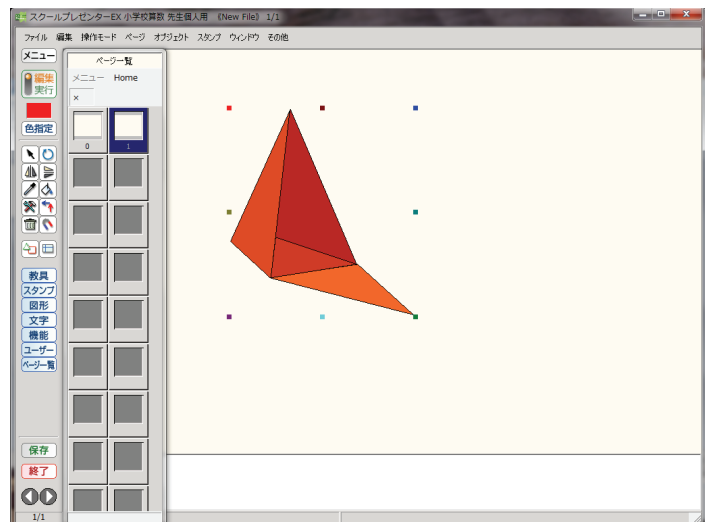 スクールプレゼンターEX 小学校算数 先生個人用 《New File》 1/1
ファイル 編集 操作モード ページ オブジェクト スタンプ ウィンドウ その他
メニュー
編集
実行
色指定
教具
スタンプ
図形
文字
機能
ユーザー
ページ一覧
保存
終了
1/1
ページ一覧
メニュー Home
×
0 1